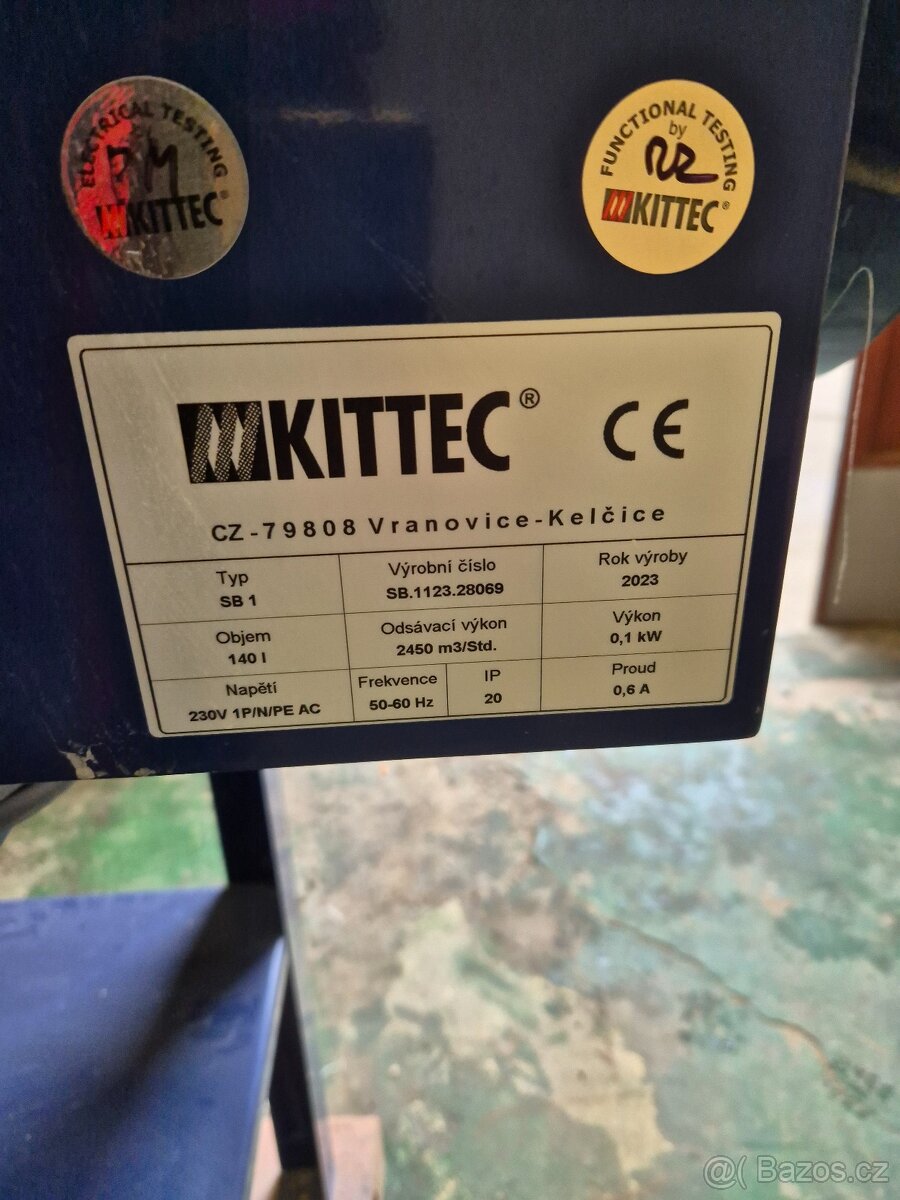 ELECTRICAL TESTING
KITTEC®
FUNCTIONAL TESTING
by
KITTEC®
KITTEC®
CE
CZ-79808 Vranovice-Kelčice
Typ
SB 1
Výrobní číslo
SB.1123.28069
Rok výroby
2023
Objem
140 l
Odsávací výkon
2450 m3/Std.
Výkon
0,1 kW
Napětí
230V 1P/N/PE AC
Frekvence
50-60 Hz
IP
20
Proud
0,6 A
@( Bazos.cz